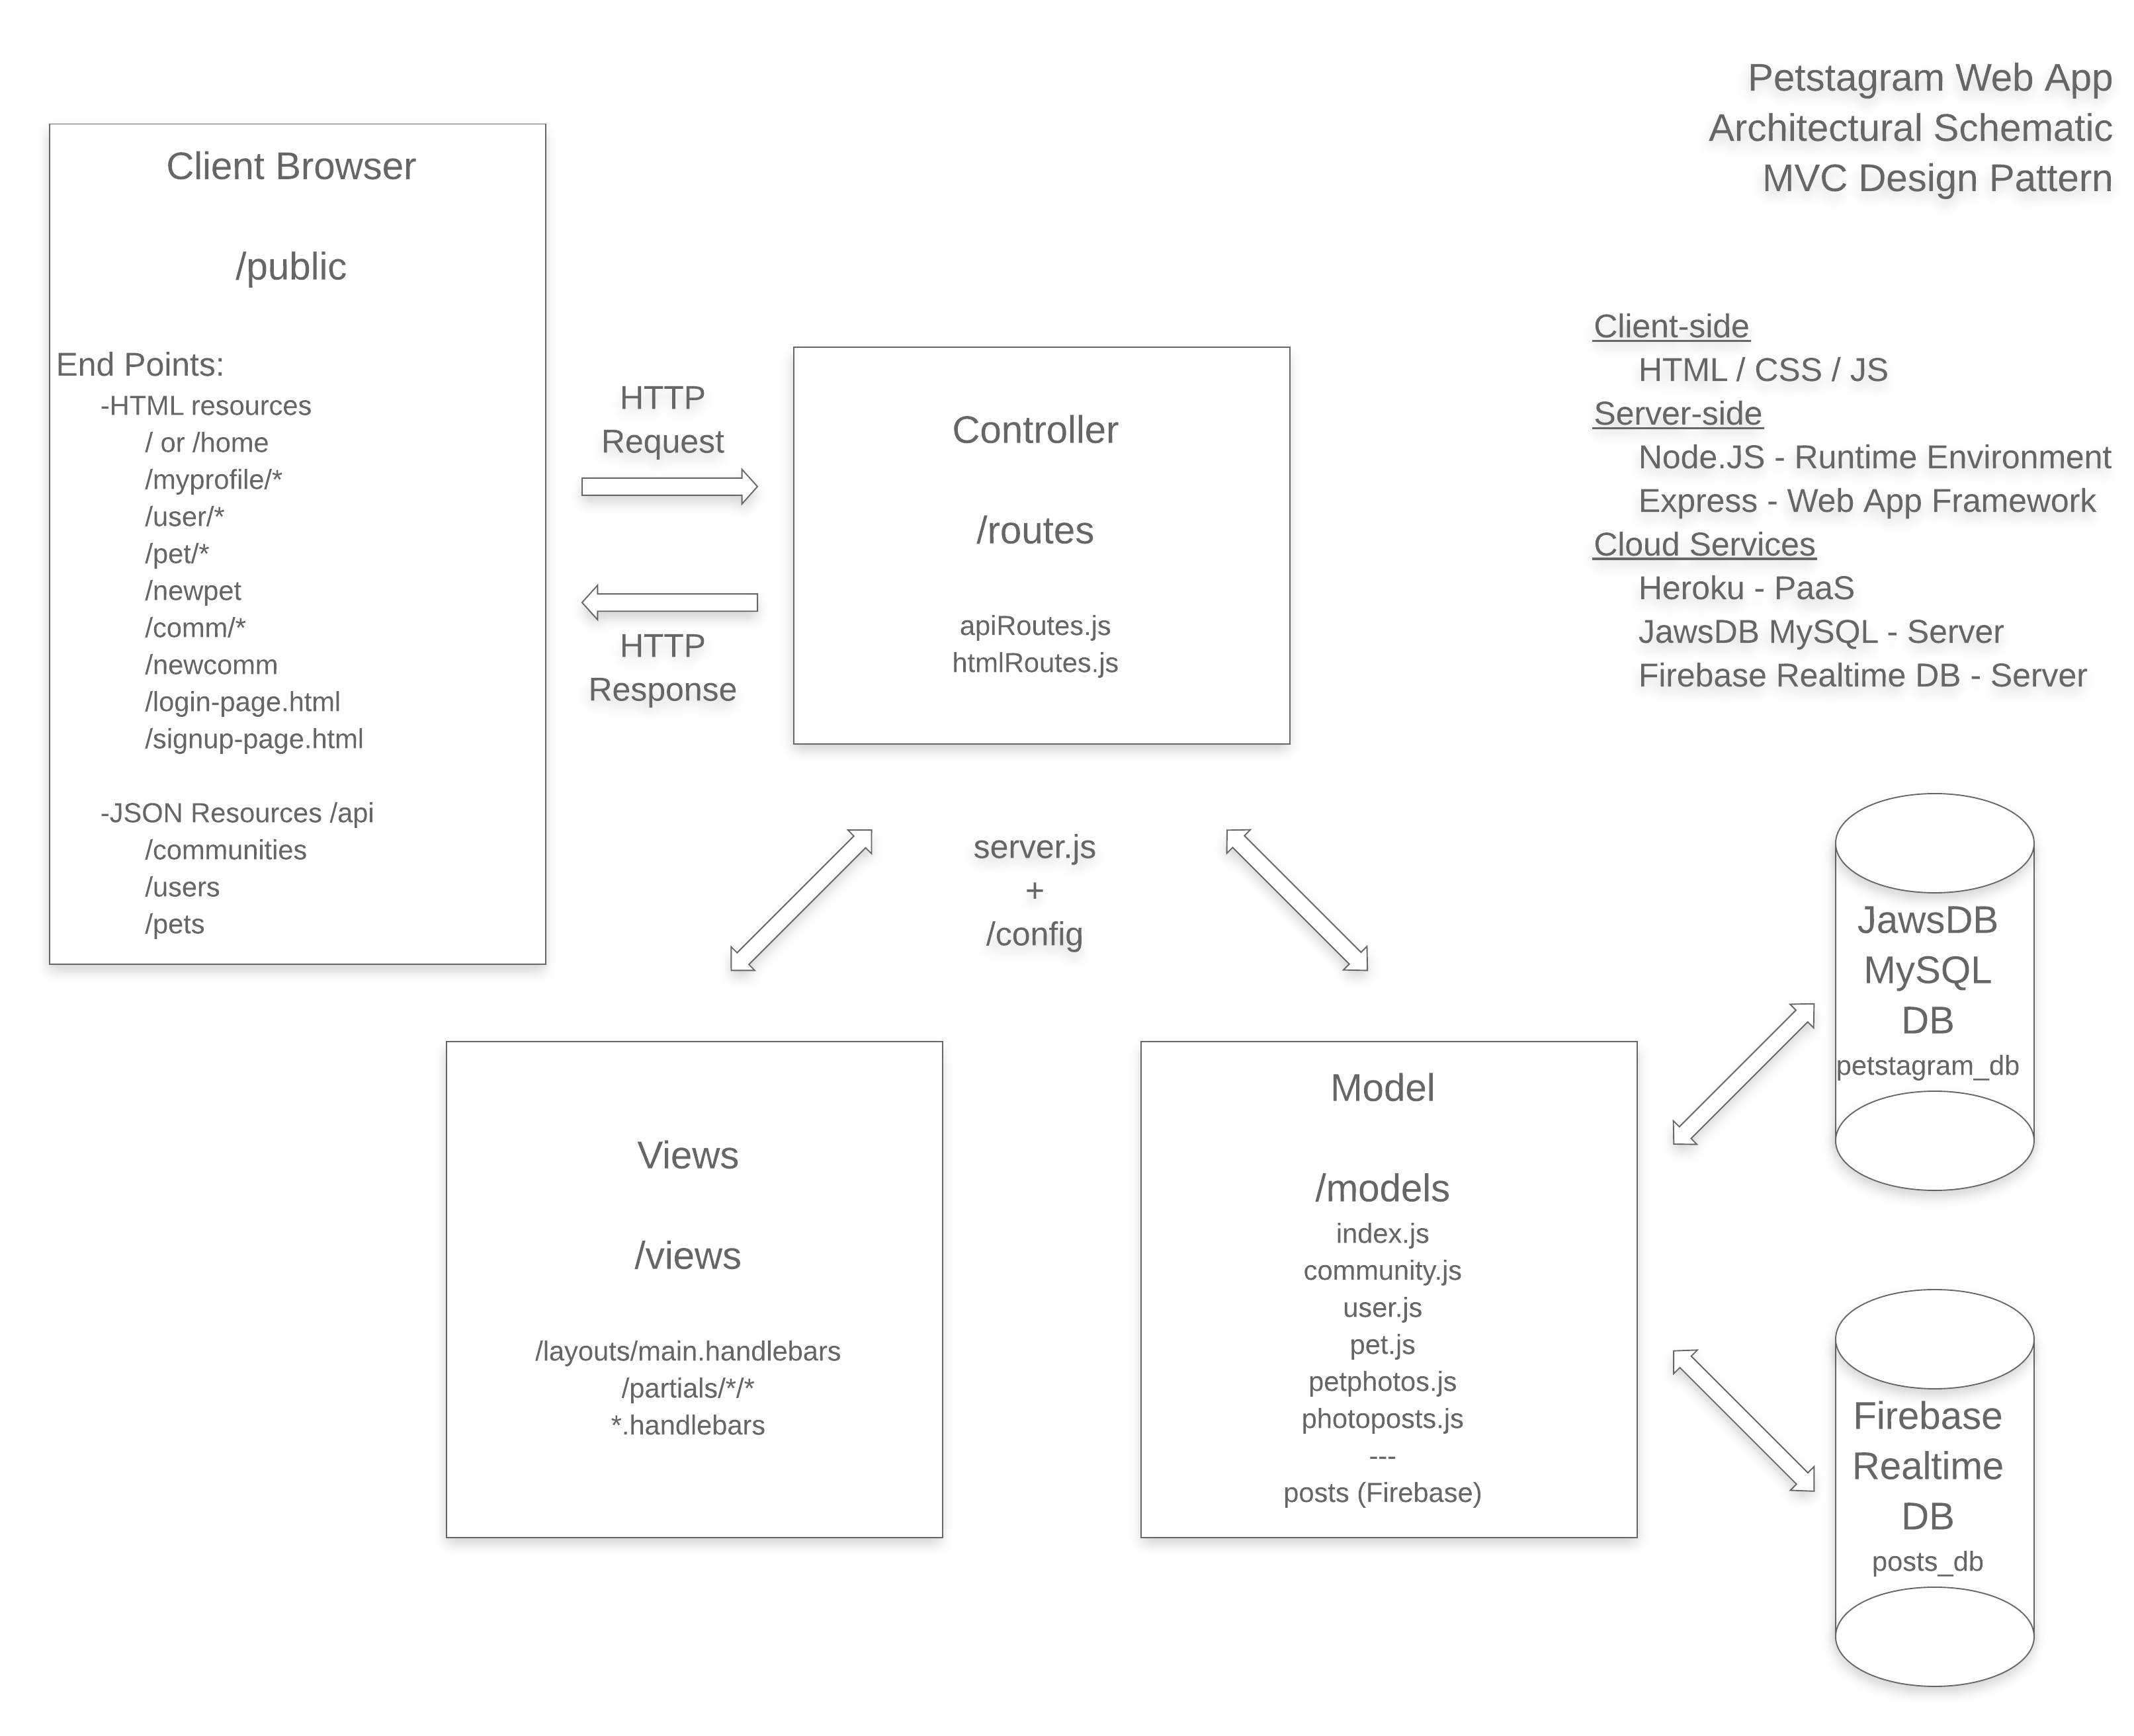 Petstagram Web App
Architectural Schematic
MVC Design Pattern
Client Browser
/public
End Points:
-HTML resources
/ or /home
/myprofile/*
/user/*
/pet/*
/newpet
/comm/*
/newcomm
/login-page.html
/signup-page.html
-JSON Resources /api
/communities
/users
/pets
HTTP
Request
HTTP
Response
Controller
/routes
apiRoutes.js
htmlRoutes.js
Client-side
HTML / CSS / JS
Server-side
Node.JS - Runtime Environment
Express - Web App Framework
Cloud Services
Heroku - PaaS
JawsDB MySQL - Server
Firebase Realtime DB - Server
server.js
+
/config
Views
/views
/layouts/main.handlebars
/partials/*/*
*.handlebars
Model
/models
index.js
community.js
user.js
pet.js
petphotos.js
photoposts.js
---
posts (Firebase)
JawsDB
MySQL
DB
petstagram_db
Firebase
Realtime
DB
posts_db